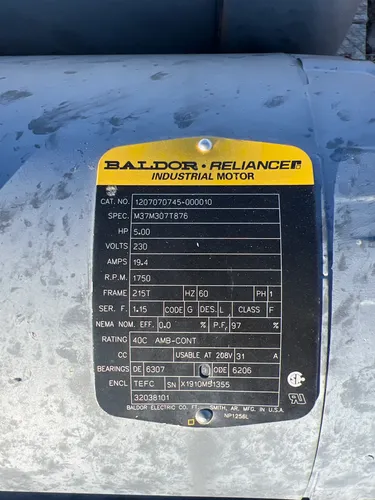 BALDOR · RELIANCE
INDUSTRIAL MOTOR
CAT. NO. 1207070745-000010
SPEC. M37M307T876
HP 5.00
VOLTS 230
AMPS 19.4
R.P.M. 1750
FRAME 215T HZ 60 PH 1
SER. F. 1.15 CODE G DES. L CLASS F
NEMA NOM. EFF. 0.0 % P.F. 97 %
RATING 40C AMB-CONT
CC USABLE AT 208V 31 A
BEARINGS DE 6307 ODE 6206
ENCL TEFC SN X1910M51355
32038101
BALDOR ELECTRIC CO. FT. SMITH, AR. MFG. IN U.S.A.
NP1256L